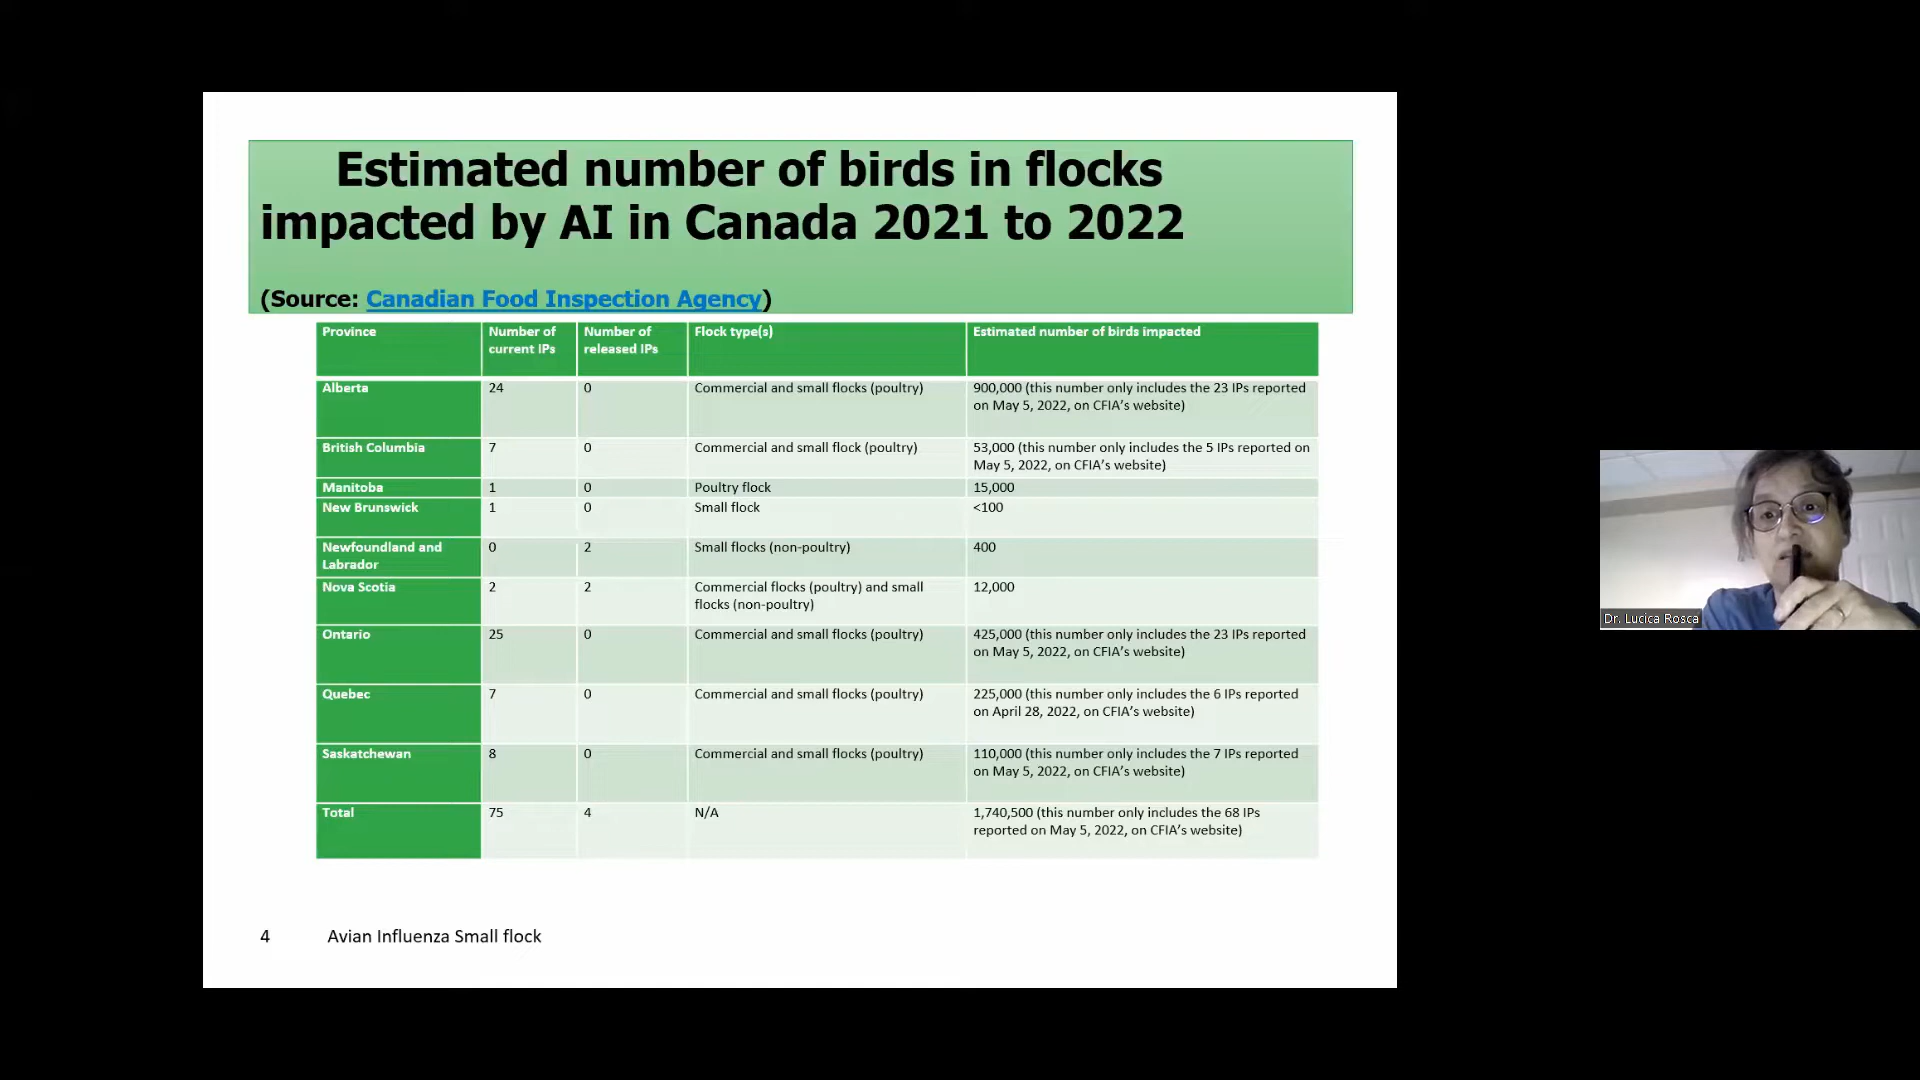 Estimated number of birds in flocks
impacted by AI in Canada 2021 to 2022
(Source: Canadian Food Inspection Agency)
Province
Number of
current IPs
Number of
released IPs
Flock type(s)
Estimated number of birds impacted
Alberta
24
0
Commercial and small flocks (poultry)
900,000 (this number only includes the 23 IPs reported
on May 5, 2022, on CFIA’s website)
British Columbia
7
0
Commercial and small flock (poultry)
53,000 (this number only includes the 5 IPs reported on
May 5, 2022, on CFIA’s website)
Manitoba
1
0
Poultry flock
15,000
New Brunswick
1
0
Small flock
<100
Newfoundland and
Labrador
0
2
Small flocks (non-poultry)
400
Nova Scotia
2
2
Commercial flocks (poultry) and small
flocks (non-poultry)
12,000
Ontario
25
0
Commercial and small flocks (poultry)
425,000 (this number only includes the 23 IPs reported
on May 5, 2022, on CFIA’s website)
Quebec
7
0
Commercial and small flocks (poultry)
225,000 (this number only includes the 6 IPs reported
on April 28, 2022, on CFIA’s website)
Saskatchewan
8
0
Commercial and small flocks (poultry)
110,000 (this number only includes the 7 IPs reported
on May 5, 2022, on CFIA’s website)
Total
75
4
N/A
1,740,500 (this number only includes the 68 IPs
reported on May 5, 2022, on CFIA’s website)
4
Avian Influenza Small flock
Dr. Lucica Rosca